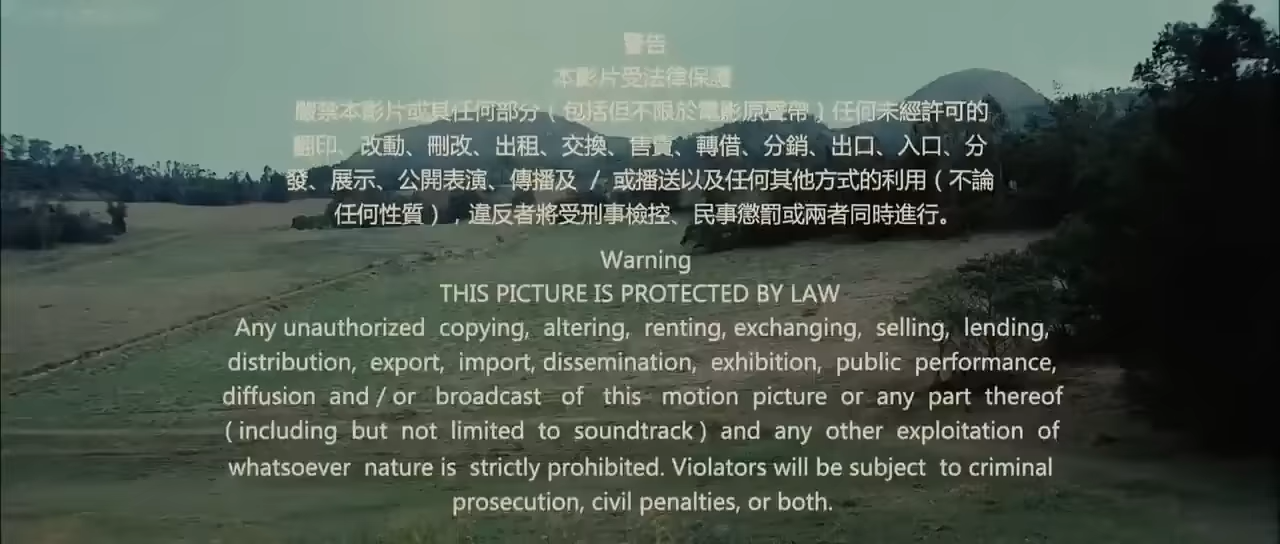 警告
本影片受法律保護
嚴禁本影片或其任何部分（包括但不限於電影原聲帶）任何未經許可的
翻印、改動、刪改、出租、交換、售賣、轉借、分銷、出口、入口、分
發、展示、公開表演、傳播及 / 或播送以及任何其他方式的利用（不論
任何性質），違反者將受刑事檢控、民事懲罰或兩者同時進行。
Warning
THIS PICTURE IS PROTECTED BY LAW
Any unauthorized copying, altering, renting, exchanging, selling, lending,
distribution, export, import, dissemination, exhibition, public performance,
diffusion and / or broadcast of this motion picture or any part thereof
( including but not limited to soundtrack ) and any other exploitation of
whatsoever nature is strictly prohibited. Violators will be subject to criminal
prosecution, civil penalties, or both.